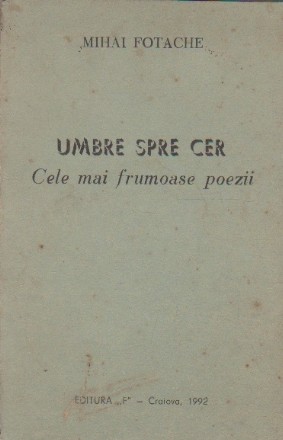 MIHAI FOTACHE
UMBRE SPRE CER
Cele mai frumoase poezii
EDITURA „F” – Craiova, 1992